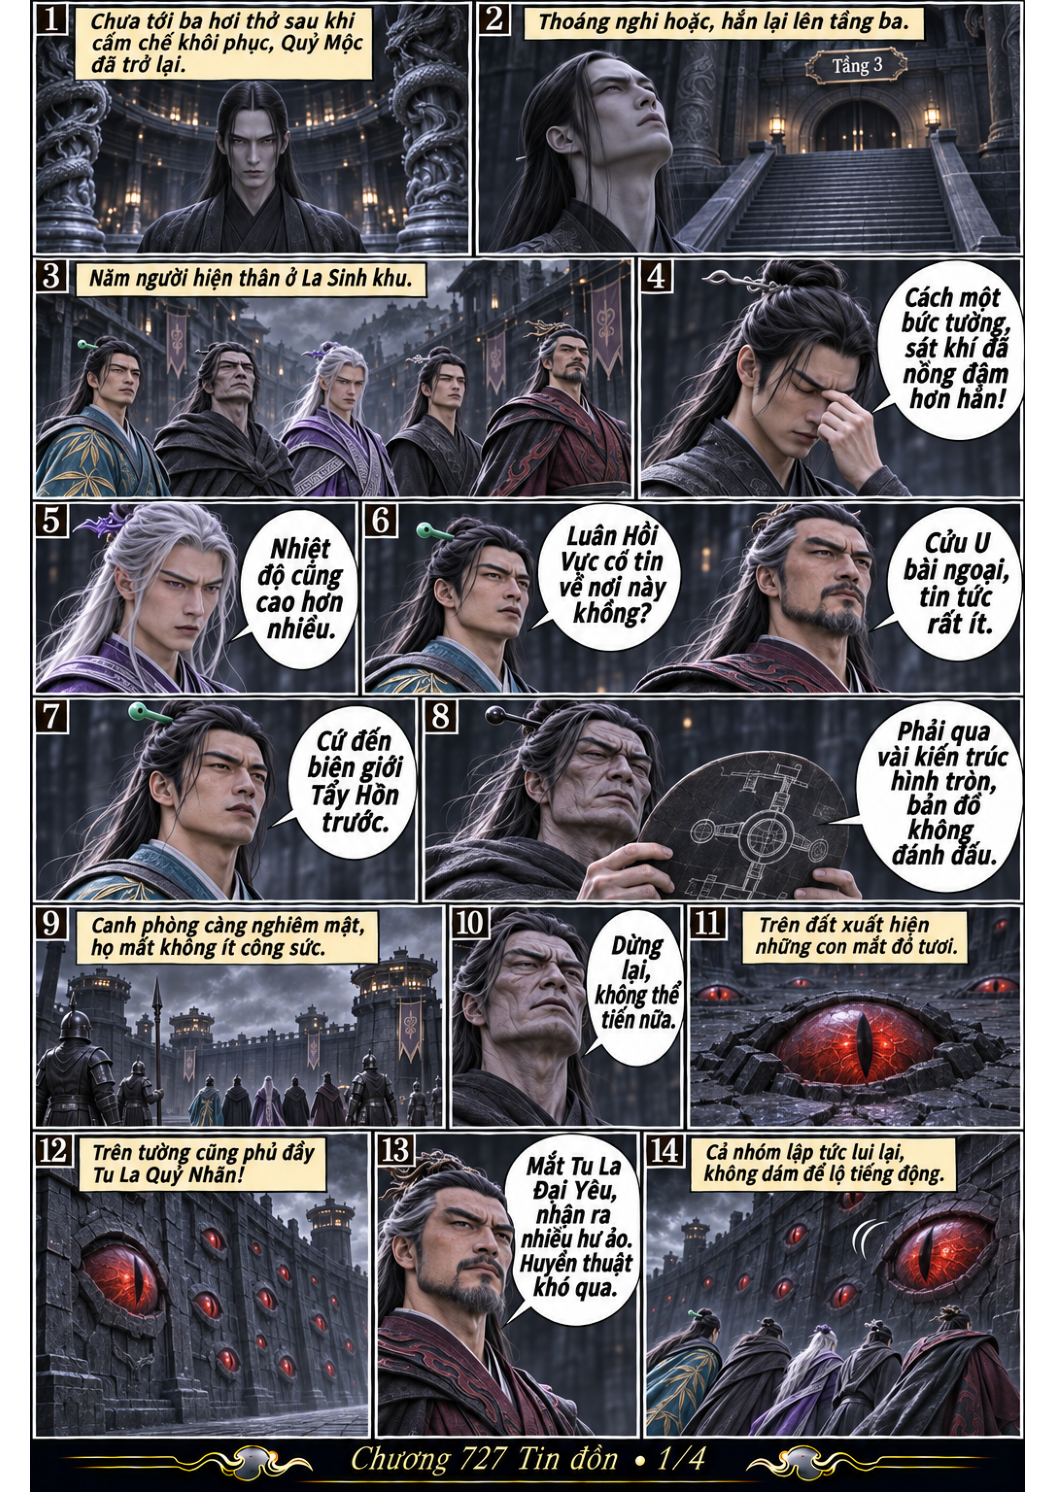 1
Chưa tới ba hơi thở sau khi
cấm chế khôi phục, Quỷ Mộc
đã trở lại.
2
Thoáng nghi hoặc, hắn lại lên tầng ba.
Tầng 3
3
Năm người hiện thân ở La Sinh khu.
4
Cách một
bức tường,
sát khí đã
nồng đậm
hơn hẳn!
5
Nhiệt
độ cũng
cao hơn
nhiều.
6
Luân Hồi
Vực có tin
về nơi này
không?
Cửu U
bài ngoại,
tin tức
rất ít.
7
Cứ đến
biên giới
Tẩy Hồn
trước.
8
Phải qua
vài kiến trúc
hình tròn,
bản đồ
không
đánh dấu.
9
Canh phòng càng nghiêm mật,
họ mất không ít công sức.
10
Dừng
lại,
không thể
tiến nữa.
11
Trên đất xuất hiện
những con mắt đỏ tươi.
12
Trên tường cũng phủ đầy
Tu La Quỷ Nhãn!
13
Mắt Tu La
Đại Yêu,
nhận ra
nhiều hư ảo.
Huyễn thuật
khó qua.
14
Cả nhóm lập tức lui lại,
không dám để lộ tiếng động.
Chương 727 Tin đồn • 1/4